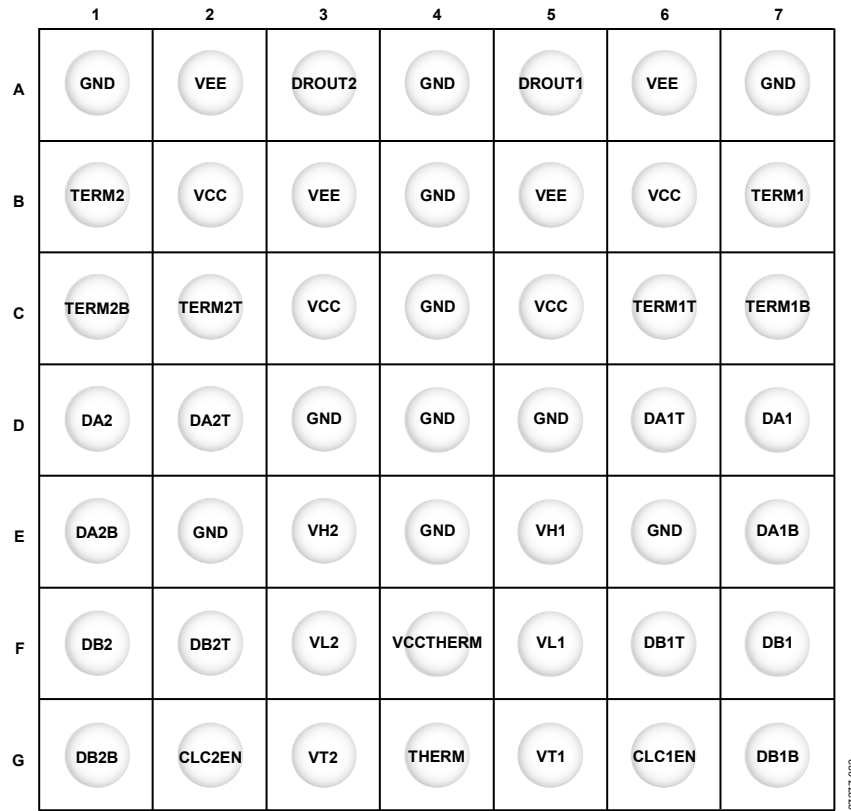 1 2 3 4 5 6 7
A GND VEE DROUT2 GND DROUT1 VEE GND
B TERM2 VCC VEE GND VEE VCC TERM1
C TERM2B TERM2T VCC GND VCC TERM1T TERM1B
D DA2 DA2T GND GND GND DA1T DA1
E DA2B GND VH2 GND VH1 GND DA1B
F DB2 DB2T VL2 VCCTHERM VL1 DB1T DB1
G DB2B CLC2EN VT2 THERM VT1 CLC1EN DB1B